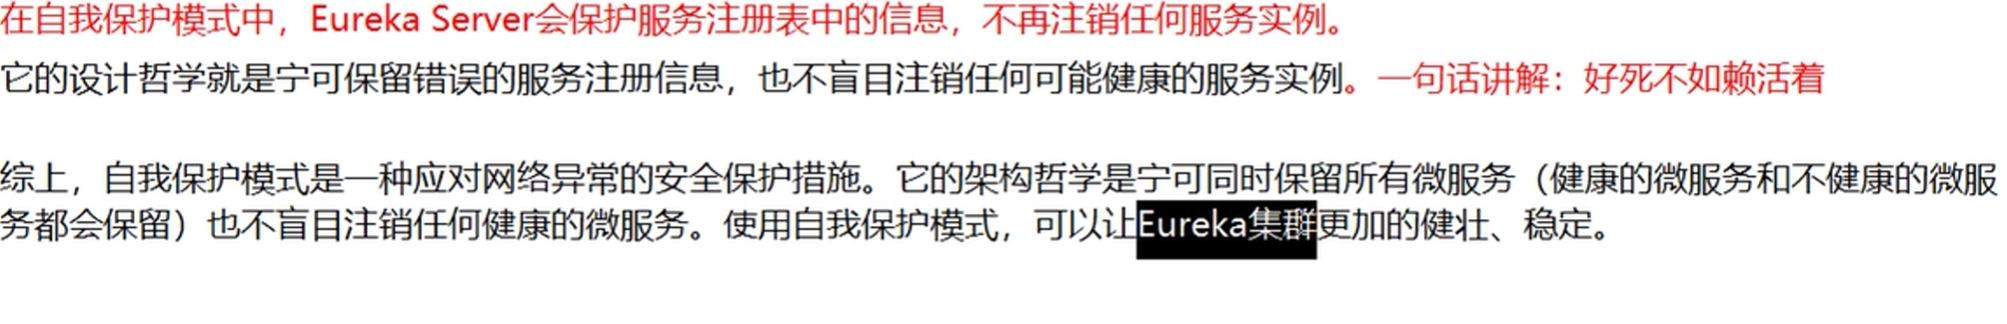 在自我保护模式中，Eureka Server会保护服务注册表中的信息，不再注销任何服务实例。
它的设计哲学就是宁可保留错误的服务注册信息，也不盲目注销任何可能健康的服务实例。一句话讲解：好死不如赖活着
综上，自我保护模式是一种应对网络异常的安全保护措施。它的架构哲学是宁可同时保留所有微服务（健康的微服务和不健康的微服
务都会保留）也不盲目注销任何健康的微服务。使用自我保护模式，可以让Eureka集群更加的健壮、稳定。